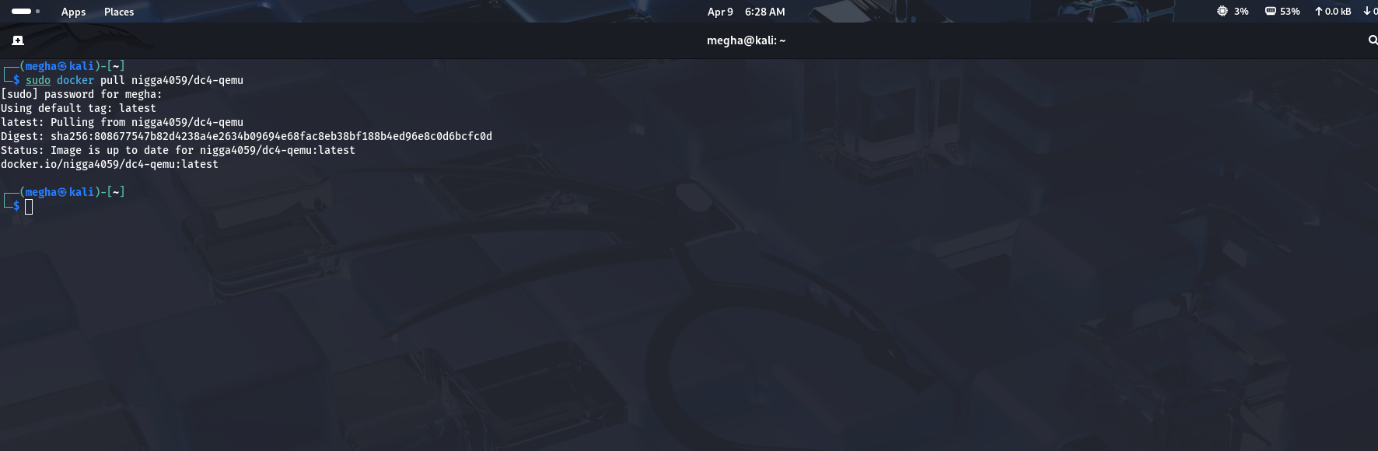 Apps Places Apr 9 6:28 AM 3% 53% 0.0 kB 0
megha@kali: ~
(megha㉿kali)-[~]
$ sudo docker pull nigga4059/dc4-qemu
[sudo] password for megha:
Using default tag: latest
latest: Pulling from nigga4059/dc4-qemu
Digest: sha256:808677547b82d4238a4e2634b09694e68fac8eb38bf188b4ed96e8c0d6bcfc0d
Status: Image is up to date for nigga4059/dc4-qemu:latest
docker.io/nigga4059/dc4-qemu:latest
(megha㉿kali)-[~]
$